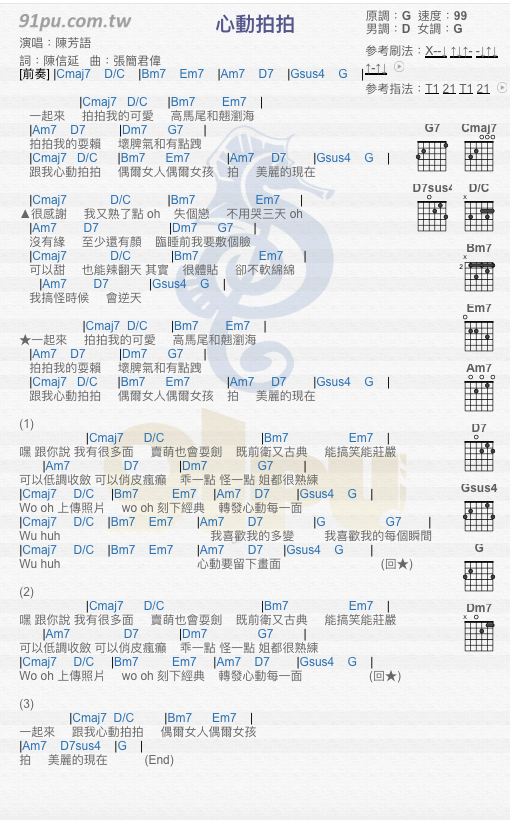 91pu.com.tw
心動拍拍
原調：G 速度：99
男調：D 女調：G
演唱：陳芳語
詞：陳信延 曲：張簡君偉
參考刷法：X--↓ ↑↓↑- -↓↑↓
↑-↑↓
參考指法：T1 21 T1 21
[前奏] |Cmaj7 D/C |Bm7 Em7 |Am7 D7 |Gsus4 G |
|Cmaj7 D/C |Bm7 Em7 |
一起來 拍拍我的可愛 高馬尾和翹瀏海
|Am7 D7 |Dm7 G7 |
拍拍我的耍賴 壞脾氣和有點跩
|Cmaj7 D/C |Bm7 Em7 |Am7 D7 |Gsus4 G |
跟我心動拍拍 偶爾女人偶爾女孩 拍 美麗的現在
|Cmaj7 D/C |Bm7 Em7 |
▲很感謝 我又熟了點 oh 失個戀 不用哭三天 oh
|Am7 D7 |Dm7 G7 |
沒有緣 至少還有顏 臨睡前我要敷個臉
|Cmaj7 D/C |Bm7 Em7 |
可以甜 也能辣翻天 其實 很體貼 卻不軟綿綿
|Am7 D7 |Gsus4 G |
我搞怪時候 會逆天
|Cmaj7 D/C |Bm7 Em7 |
★一起來 拍拍我的可愛 高馬尾和翹瀏海
|Am7 D7 |Dm7 G7 |
拍拍我的耍賴 壞脾氣和有點跩
|Cmaj7 D/C |Bm7 Em7 |Am7 D7 |Gsus4 G |
跟我心動拍拍 偶爾女人偶爾女孩 拍 美麗的現在
(1)
|Cmaj7 D/C |Bm7 Em7 |
嘿 跟你說 我有很多面 賣萌也會耍劍 既前衛又古典 能搞笑能莊嚴
|Am7 D7 |Dm7 G7 |
可以低調收斂 可以俏皮瘋癲 乖一點 怪一點 姐都很熟練
|Cmaj7 D/C |Bm7 Em7 |Am7 D7 |Gsus4 G |
Wo oh 上傳照片 wo oh 刻下經典 轉發心動每一面
|Cmaj7 D/C |Bm7 Em7 |Am7 D7 |G G7 |
Wu huh 我喜歡我的多變 我喜歡我的每個瞬間
|Cmaj7 D/C |Bm7 Em7 |Am7 D7 |Gsus4 G |
Wu huh 心動要留下畫面 (回★)
(2)
|Cmaj7 D/C |Bm7 Em7 |
嘿 跟你說 我有很多面 賣萌也會耍劍 既前衛又古典 能搞笑能莊嚴
|Am7 D7 |Dm7 G7 |
可以低調收斂 可以俏皮瘋癲 乖一點 怪一點 姐都很熟練
|Cmaj7 D/C |Bm7 Em7 |Am7 D7 |Gsus4 G |
Wo oh 上傳照片 wo oh 刻下經典 轉發心動每一面 (回★)
(3)
|Cmaj7 D/C |Bm7 Em7 |
一起來 跟我心動拍拍 偶爾女人偶爾女孩
|Am7 D7sus4 |G |
拍 美麗的現在 (End)
G7 Cmaj7
D7sus4 D/C
x
Bm7
x
2
Em7
Am7
D7
Gsus4
G
Dm7
x
91pu